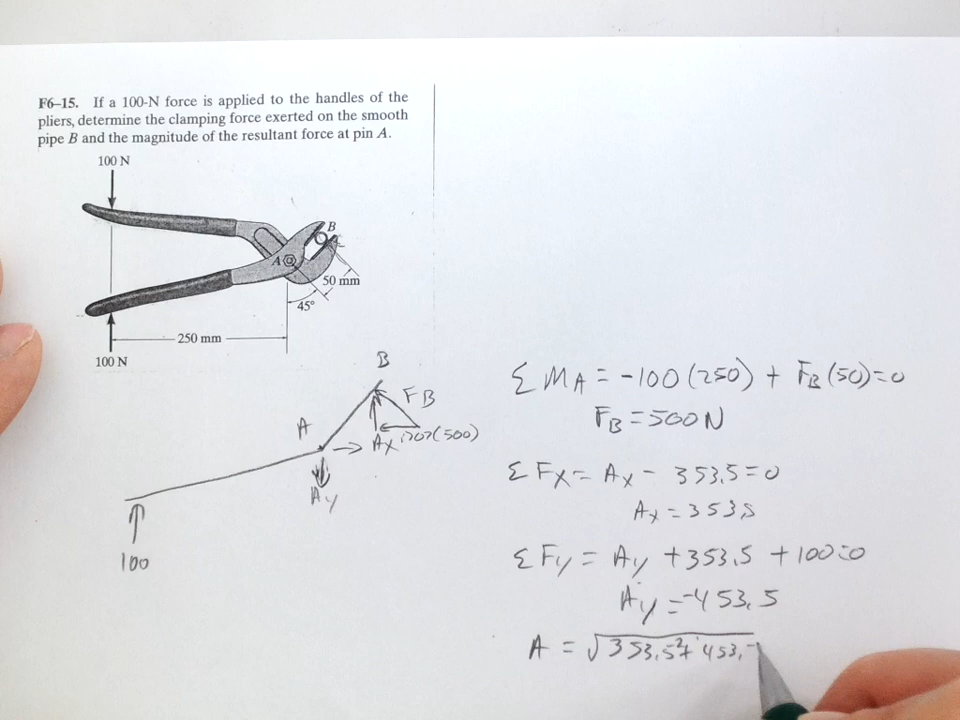 F6–15. If a 100-N force is applied to the handles of the
pliers, determine the clamping force exerted on the smooth
pipe B and the magnitude of the resultant force at pin A.
100 N
B
A
50 mm
45°
250 mm
100 N
B
FB
A
Ax .707(500)
Ay
100
Σ MA = -100(250) + FB(50)=0
FB = 500 N
Σ Fx = Ax - 353.5 = 0
Ax = 353.5
Σ Fy = Ay + 353.5 + 100 = 0
Ay = -453.5
A = √353.5² + 453.